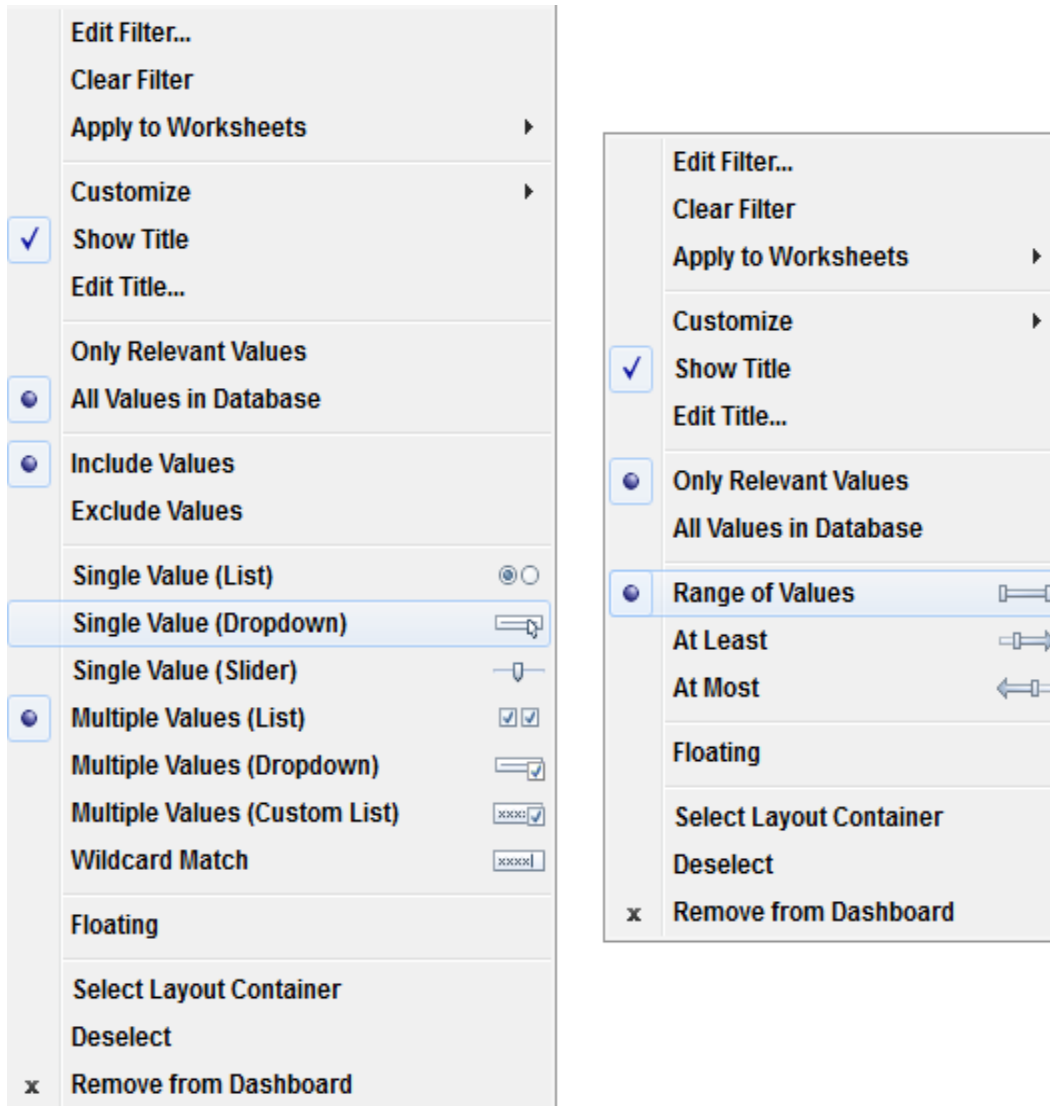 Edit Filter...
Clear Filter
Apply to Worksheets
Customize
Show Title
Edit Title...
Only Relevant Values
All Values in Database
Include Values
Exclude Values
Single Value (List)
Single Value (Dropdown)
Single Value (Slider)
Multiple Values (List)
Multiple Values (Dropdown)
Multiple Values (Custom List)
Wildcard Match
Floating
Select Layout Container
Deselect
x Remove from Dashboard
Edit Filter...
Clear Filter
Apply to Worksheets
Customize
Show Title
Edit Title...
Only Relevant Values
All Values in Database
Range of Values
At Least
At Most
Floating
Select Layout Container
Deselect
x Remove from Dashboard